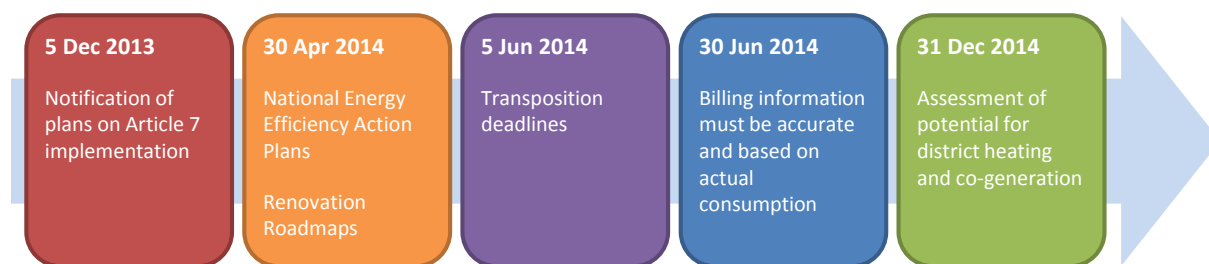 5 Dec 2013
Notification of
plans on Article 7
implementation
30 Apr 2014
National Energy
Efficiency Action
Plans
Renovation
Roadmaps
5 Jun 2014
Transposition
deadlines
30 Jun 2014
Billing information
must be accurate
and based on
actual
consumption
31 Dec 2014
Assessment of
potential for
district heating
and co-generation